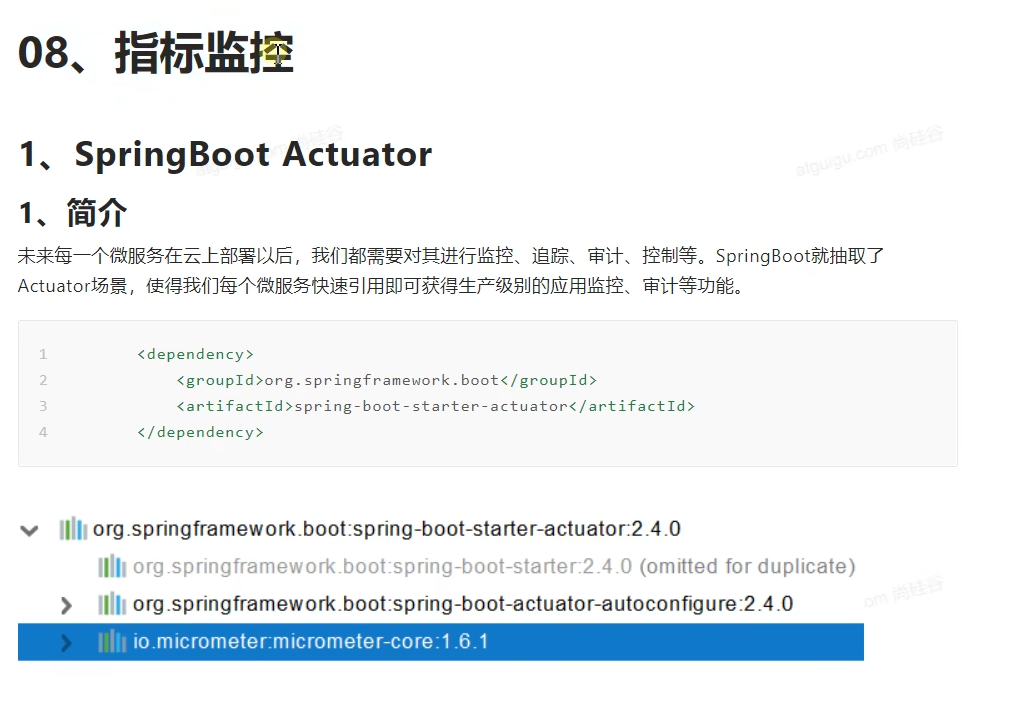 08、指标监控
1、SpringBoot Actuator
atguigu.com 尚硅谷
1、简介
未来每一个微服务在云上部署以后，我们都需要对其进行监控、追踪、审计、控制等。SpringBoot就抽取了
Actuator场景，使得我们每个微服务快速引用即可获得生产级别的应用监控、审计等功能。
1 <dependency>
2 <groupId>org.springframework.boot</groupId>
3 <artifactId>spring-boot-starter-actuator</artifactId>
4 </dependency>
org.springframework.boot:spring-boot-starter-actuator:2.4.0
org.springframework.boot:spring-boot-starter:2.4.0 (omitted for duplicate)
org.springframework.boot:spring-boot-actuator-autoconfigure:2.4.0
om 尚硅谷
io.micrometer:micrometer-core:1.6.1